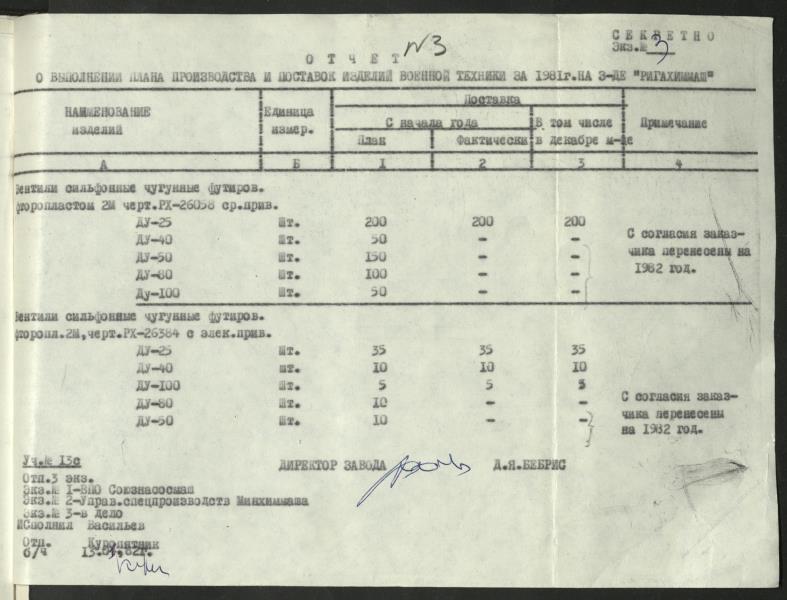 СЕКРЕТНО
Экз.№ 3
ОТЧЕТ N3
О ВЫПОЛНЕНИИ ПЛАНА ПРОИЗВОДСТВА И ПОСТАВОК ИЗДЕЛИЙ ВОЕННОЙ ТЕХНИКИ ЗА 1981г.НА З-ДЕ "РИГАХИММАШ"
НАИМЕНОВАНИЕ изделий
Единица измер.
Поставка
С начала года
План
Фактически
В том числе в декабре м-це
Примечание
А Б 1 2 3 4
Вентили сильфонные чугунные футиров.
фторопластом 2М черт.РХ-26058 ср.прив.
ДУ-25 шт. 200 200 200
ДУ-40 шт. 50 - -
ДУ-50 шт. 150 - -
ДУ-80 шт. 100 - -
Ду-100 шт. 50 - -
С согласия заказ-
чика перенесены на
1982 год.
Вентили сильфонные чугунные футиров.
фторопл.2М,черт.РХ-26384 с элек.прив.
ДУ-25 шт. 35 35 35
ДУ-40 шт. 10 10 10
ДУ-100 шт. 5 5 5
ДУ-80 шт. 10 - -
ДУ-50 шт. 10 - -
С согласия заказ-
чика перенесены
на 1982 год.
Уч.№ 13с
ДИРЕКТОР ЗАВОДА Д.Я.БЕБРИС
Отп.3 экз.
Экз.№ 1-ВПО Союзнасосмаш
Экз.№ 2-Управ.спецпроизводств Минхиммаша
Экз.№ 3-в дело
Исполнил Васильев
Отп. Куропятник
б/ч